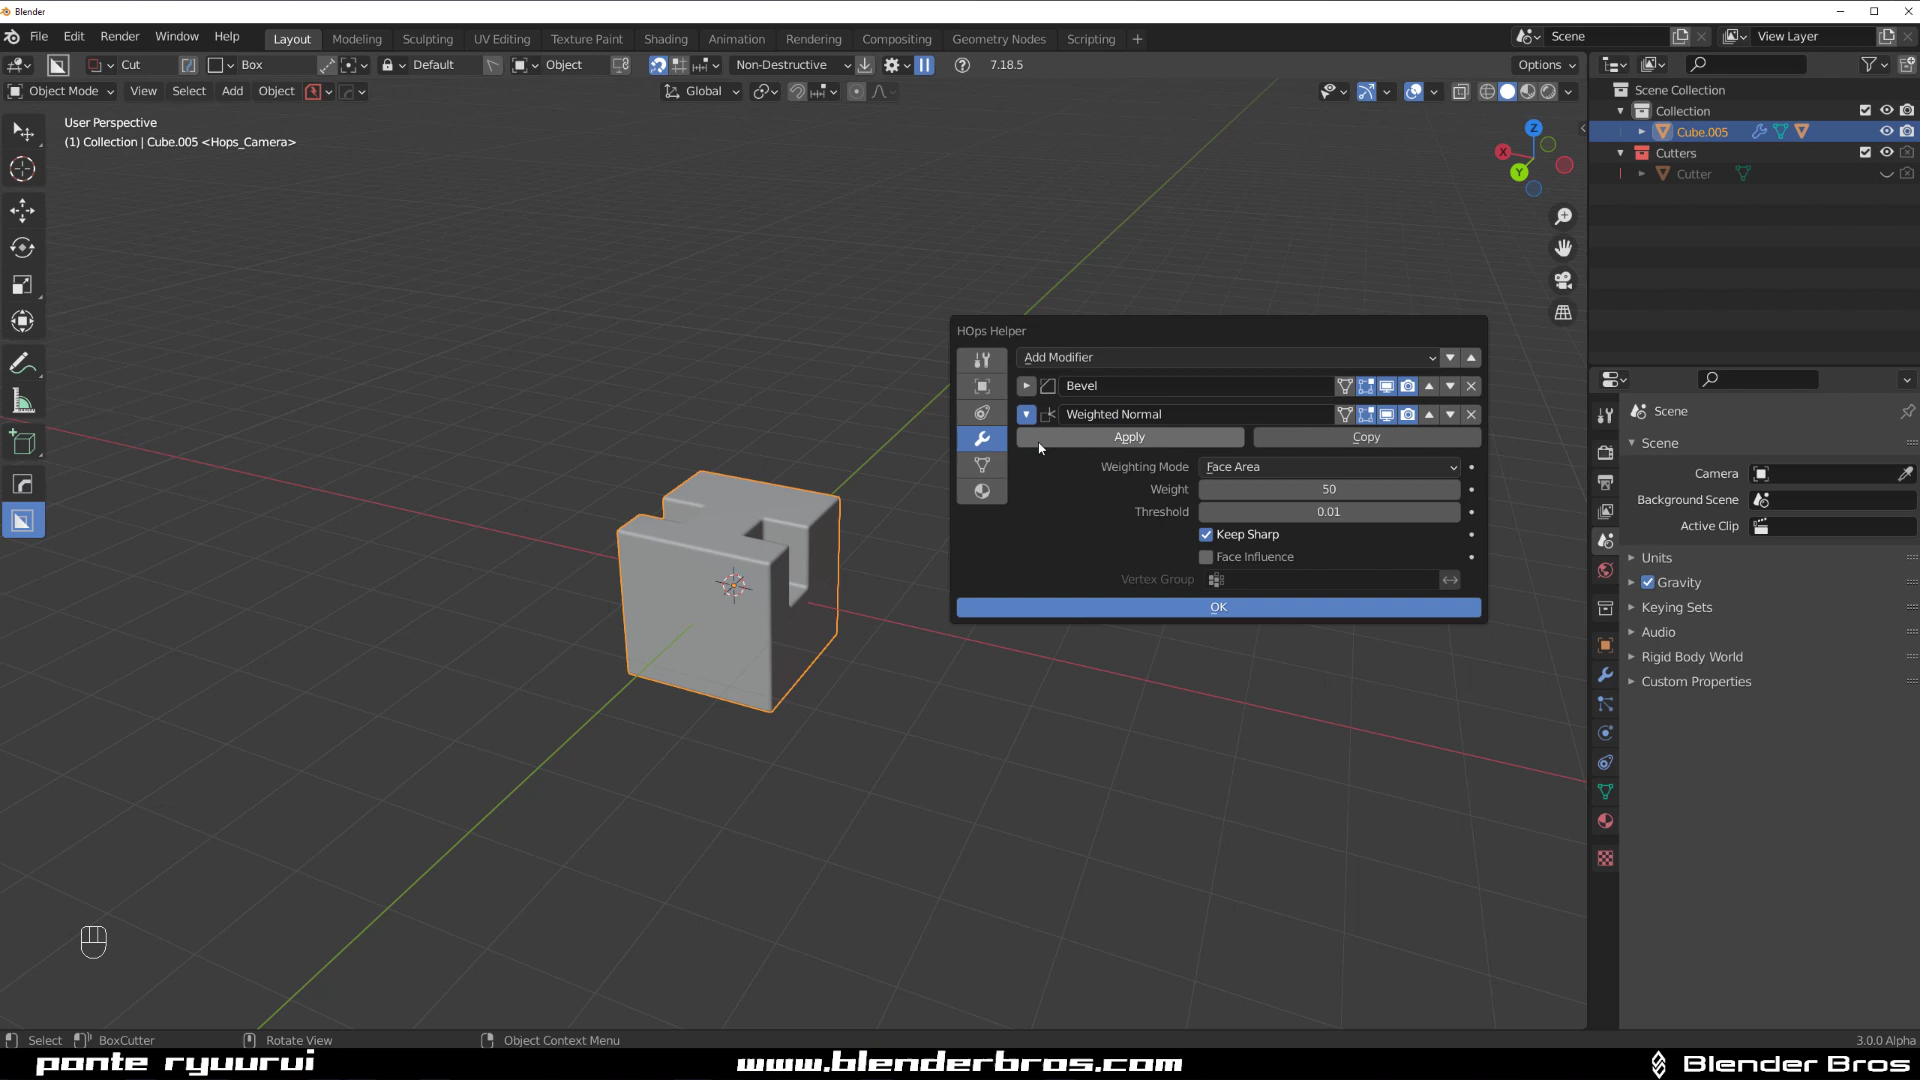 Blender
File Edit Render Window Help Layout Modeling Sculpting UV Editing Texture Paint Shading Animation Rendering Compositing Geometry Nodes Scripting + Scene View Layer
Cut Box Default Object Non-Destructive 7.18.5 Options
Object Mode View Select Add Object Global
User Perspective
(1) Collection | Cube.005 <Hops_Camera>
Z
X
Y
Scene Collection
Collection
Cube.005
Cutters
Cutter
HOps Helper
Add Modifier
Bevel
Weighted Normal
Apply Copy
Weighting Mode Face Area
Weight 50
Threshold 0.01
Keep Sharp
Face Influence
Vertex Group
OK
Scene
Scene
Camera
Background Scene
Active Clip
Units
Gravity
Keying Sets
Audio
Rigid Body World
Custom Properties
Select BoxCutter Rotate View Object Context Menu 3.0.0 Alpha
ponte ryuurui www.blenderbros.com Blender Bros